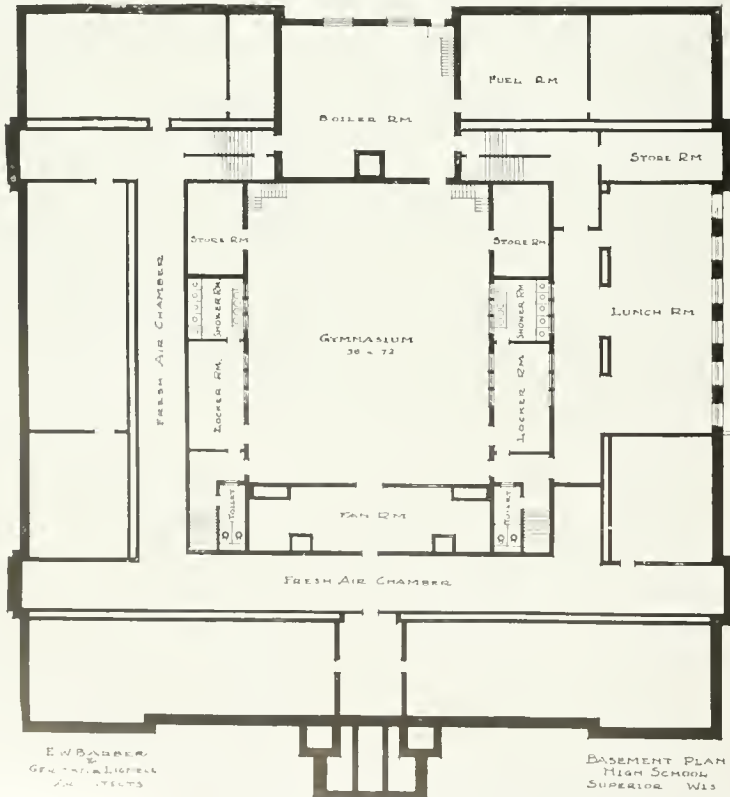 FUEL RM
BOILER RM
STORE RM
STORE RM
STORE RM
FRESH AIR CHAMBER
SHOWER RM
SHOWER RM
LUNCH RM
GYMNASIUM
LOCKER RM.
LOCKER RM.
TOILET
FAN RM
TOILET
FRESH AIR CHAMBER
E W BARBER
&
ARCHITECTS
BASEMENT PLAN
HIGH SCHOOL
SUPERIOR WIS